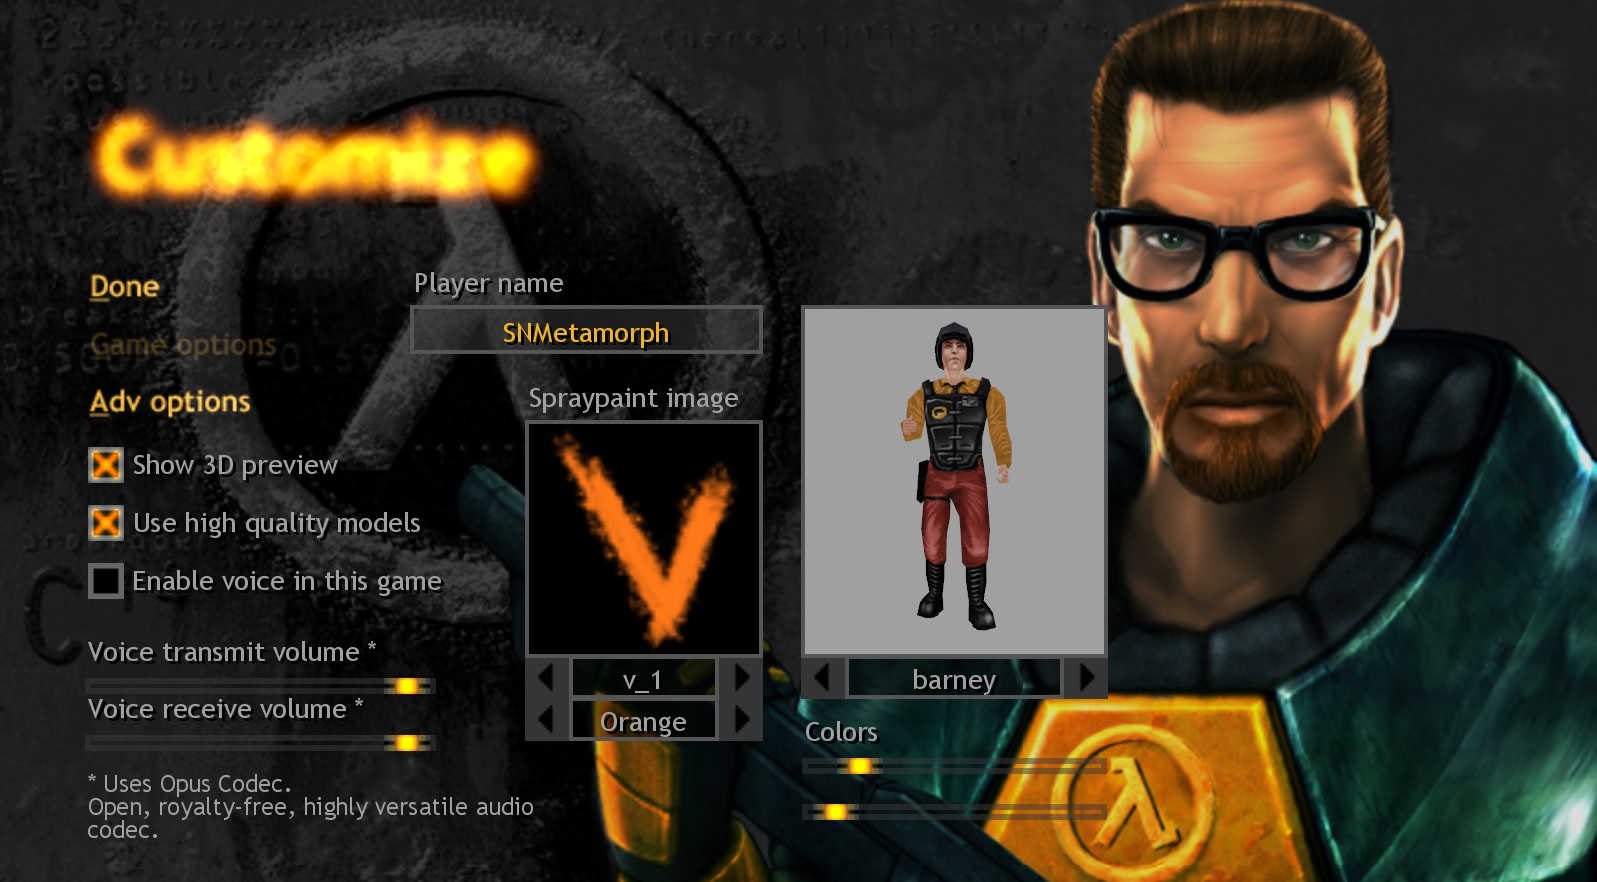 Customize
Done
Game options
Adv options
Show 3D preview
Use high quality models
Enable voice in this game
Voice transmit volume *
Voice receive volume *
* Uses Opus Codec.
Open, royalty-free, highly versatile audio
codec.
Player name
SNMetamorph
Spraypaint image
v_1
Orange
barney
Colors